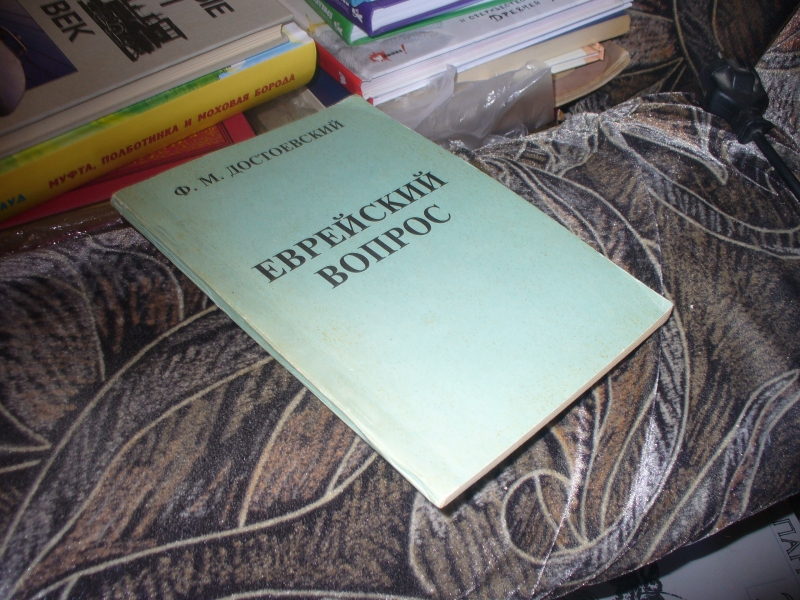 ВЕК
МУФТА, ПОЛБОТИНКА И МОХОВАЯ БОРОДА
Ф. М. ДОСТОЕВСКИЙ
ЕВРЕЙСКИЙ
ВОПРОС